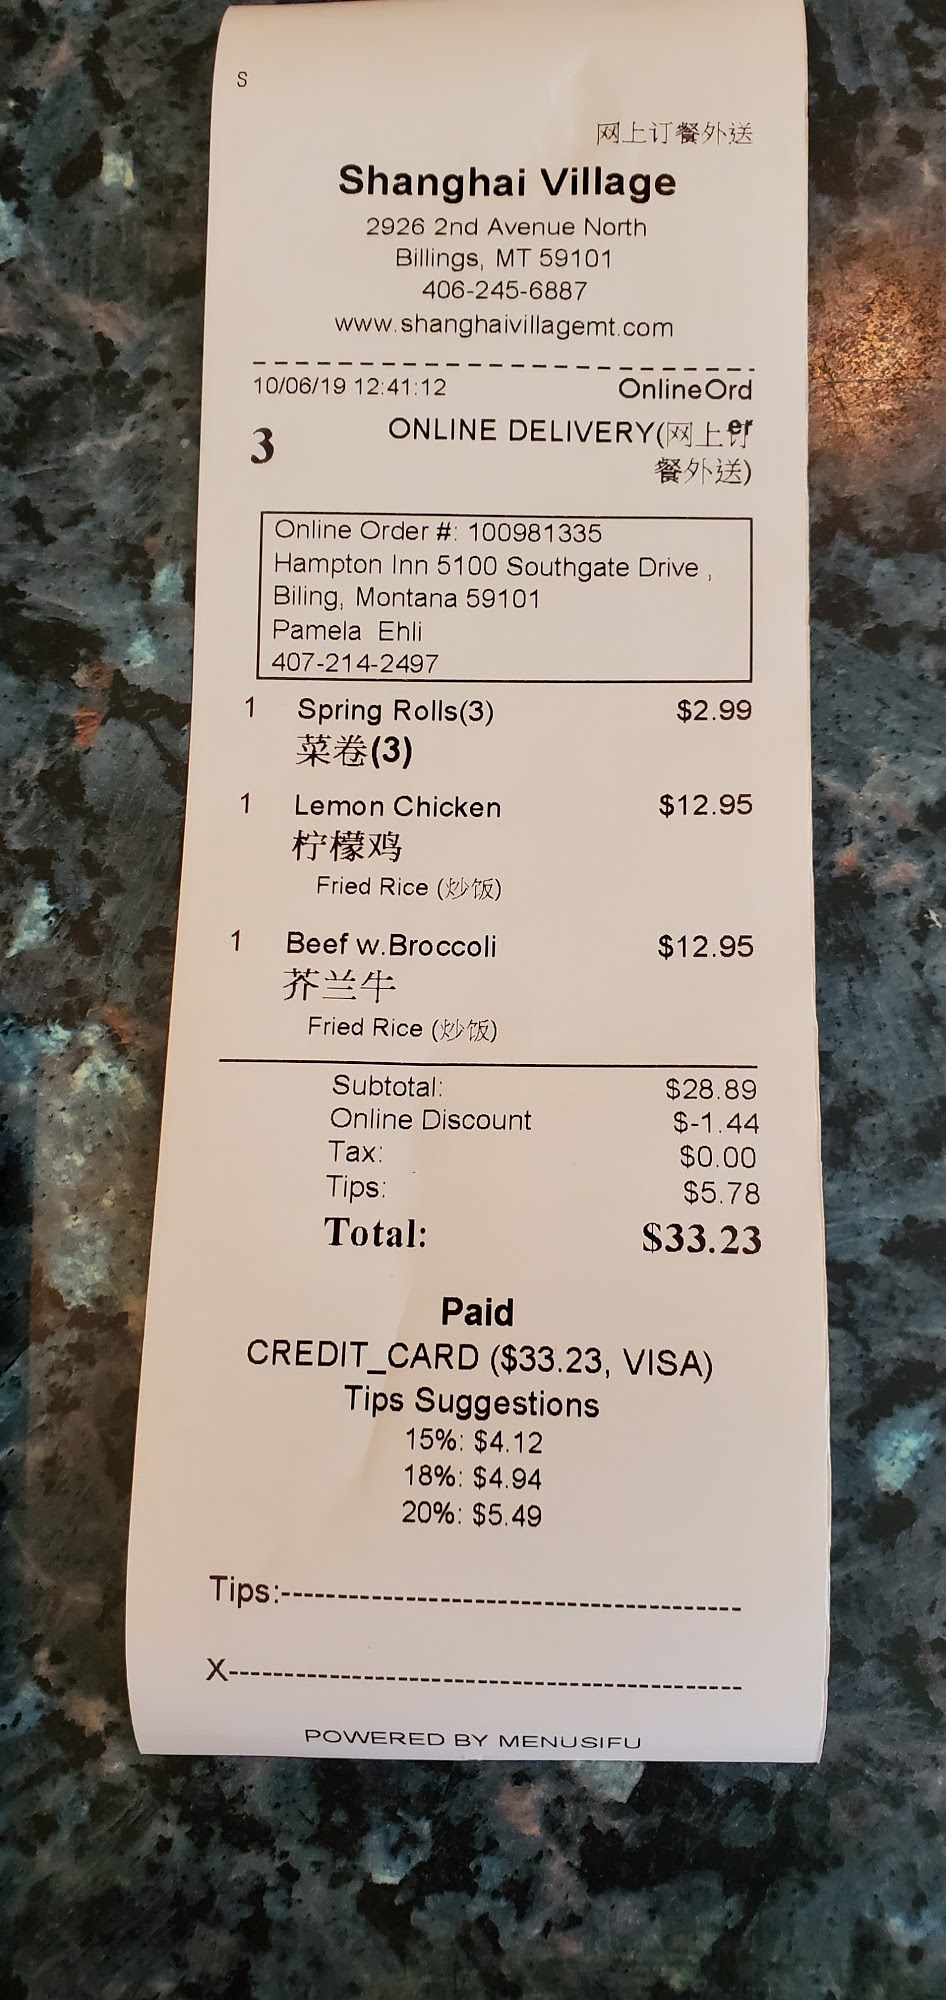 S
网上订餐外送
Shanghai Village
2926 2nd Avenue North
Billings, MT 59101
406-245-6887
www.shanghaivillagemt.com
10/06/19 12:41:12 OnlineOrd
er
3 ONLINE DELIVERY(网上订
餐外送)
Online Order #: 100981335
Hampton Inn 5100 Southgate Drive ,
Biling, Montana 59101
Pamela Ehli
407-214-2497
1 Spring Rolls(3) $2.99
菜卷(3)
1 Lemon Chicken $12.95
柠檬鸡
Fried Rice (炒饭)
1 Beef w.Broccoli $12.95
芥兰牛
Fried Rice (炒饭)
Subtotal: $28.89
Online Discount $-1.44
Tax: $0.00
Tips: $5.78
Total: $33.23
Paid
CREDIT_CARD ($33.23, VISA)
Tips Suggestions
15%: $4.12
18%: $4.94
20%: $5.49
Tips:------------------------------------------
X-----------------------------------------------
POWERED BY MENUSIFU